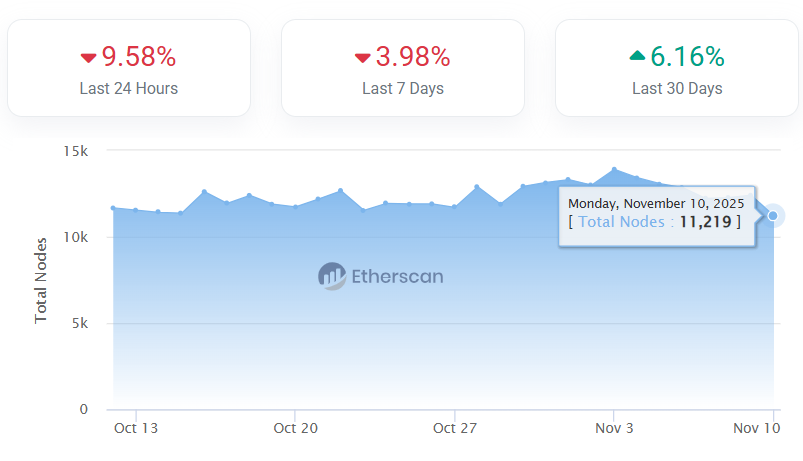 9.58%
Last 24 Hours
3.98%
Last 7 Days
6.16%
Last 30 Days
Total Nodes
15k
10k
5k
0
Monday, November 10, 2025
[ Total Nodes : 11,219 ]
Etherscan
Oct 13
Oct 20
Oct 27
Nov 3
Nov 10